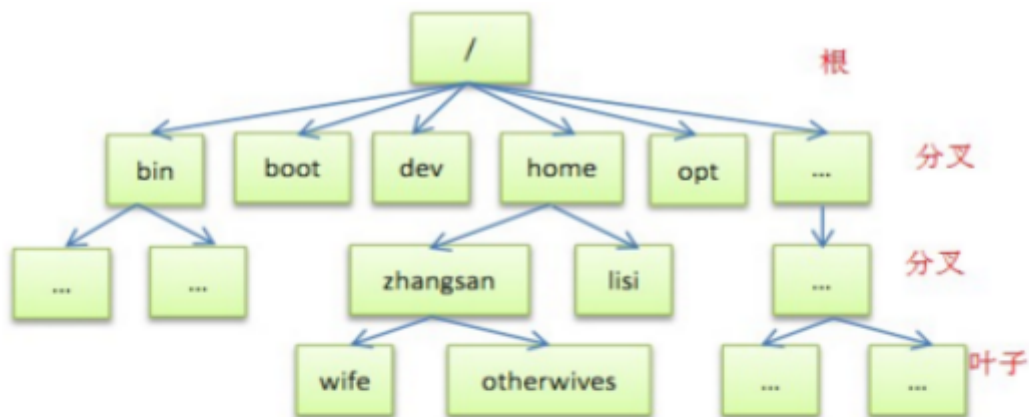 /
根
bin boot dev home opt ... 分叉
... ... zhangsan lisi ... 分叉
wife otherwives ... ... 叶子